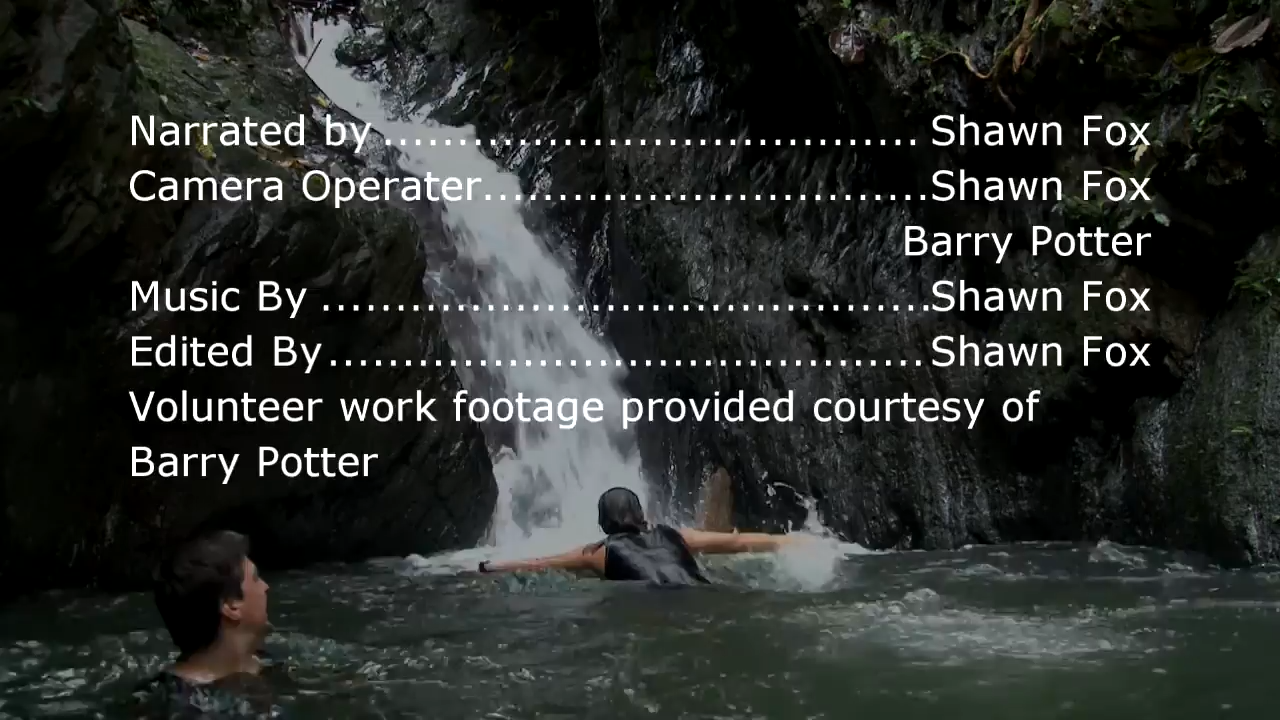 Narrated by .................................... Shawn Fox
Camera Operater..............................Shawn Fox
Barry Potter
Music By .........................................Shawn Fox
Edited By........................................Shawn Fox
Volunteer work footage provided courtesy of
Barry Potter